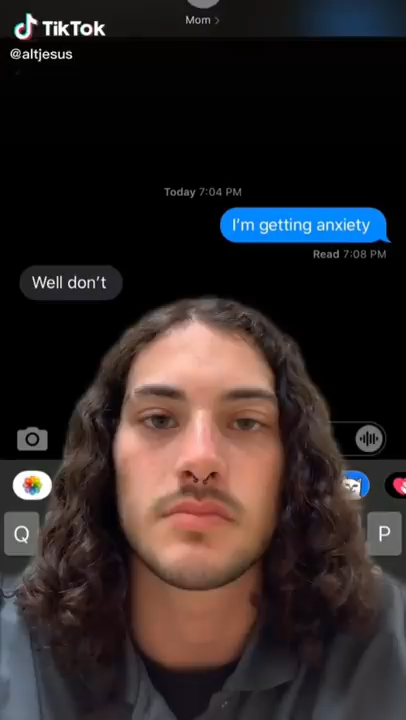 Mom >
TikTok
@altjesus
Today 7:04 PM
I'm getting anxiety
Read 7:08 PM
Well don't
Q
P